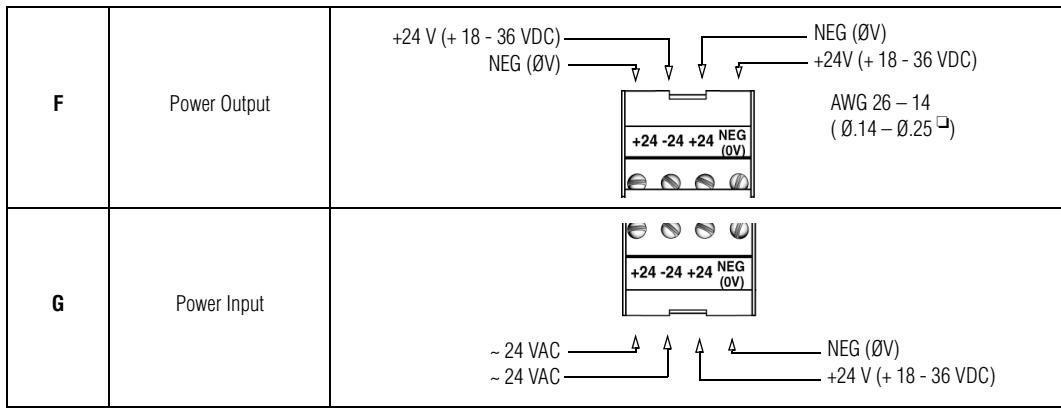 F
Power Output
+24 V (+ 18 - 36 VDC)
NEG (ØV)
NEG (ØV)
+24V (+ 18 - 36 VDC)
AWG 26 – 14
( Ø.14 – Ø.25 ❏)
+24 -24 +24 NEG
(0V)
G
Power Input
+24 -24 +24 NEG
(0V)
~ 24 VAC
~ 24 VAC
NEG (ØV)
+24 V (+ 18 - 36 VDC)